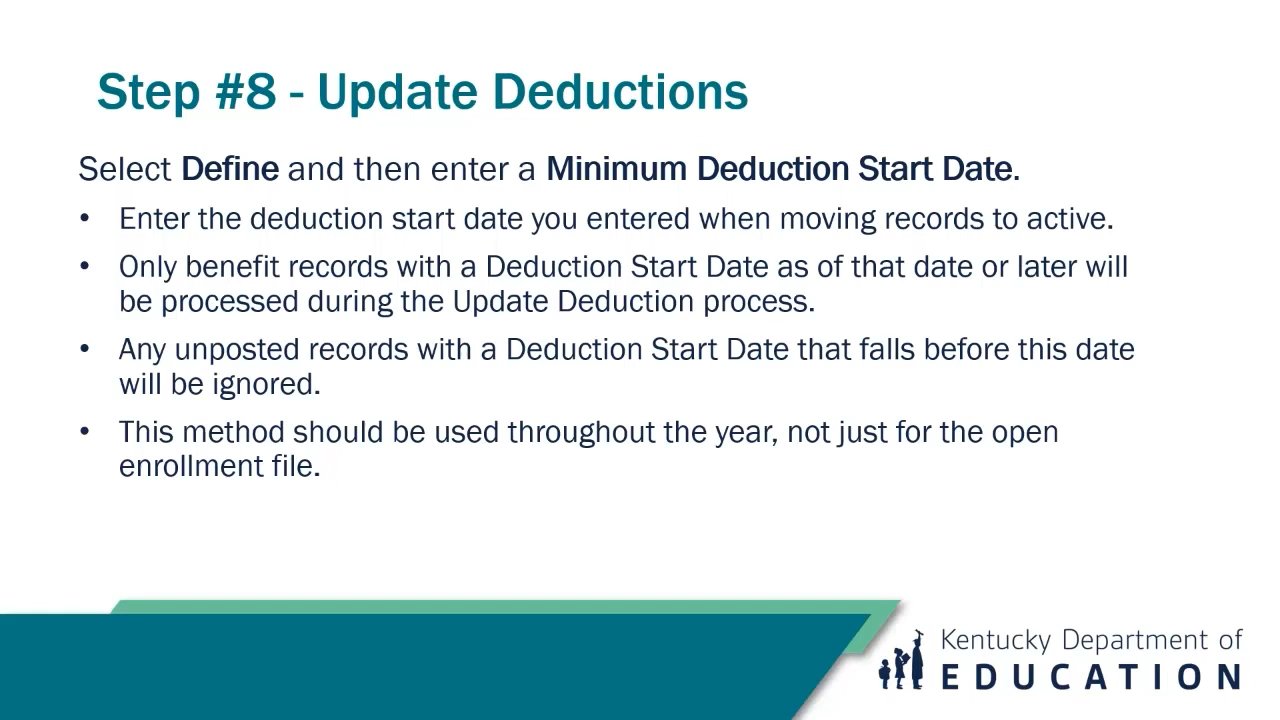 Step #8 - Update Deductions
Select Define and then enter a Minimum Deduction Start Date.
• Enter the deduction start date you entered when moving records to active.
• Only benefit records with a Deduction Start Date as of that date or later will
be processed during the Update Deduction process.
• Any unposted records with a Deduction Start Date that falls before this date
will be ignored.
• This method should be used throughout the year, not just for the open
enrollment file.
Kentucky Department of
EDUCATION